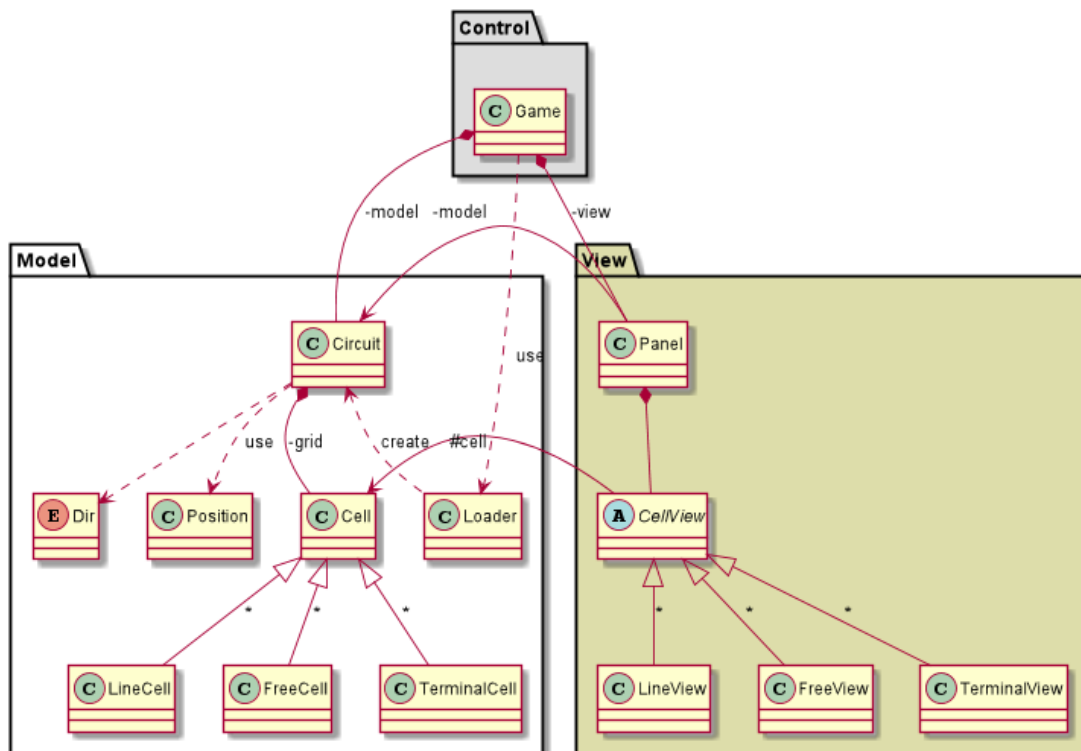 Control
C Game
-model
-model
-view
Model
View
C Circuit
C Panel
use
use
-grid
create
#cell
E Dir
C Position
C Cell
C Loader
A CellView
*
*
*
*
*
*
C LineCell
C FreeCell
C TerminalCell
C LineView
C FreeView
C TerminalView